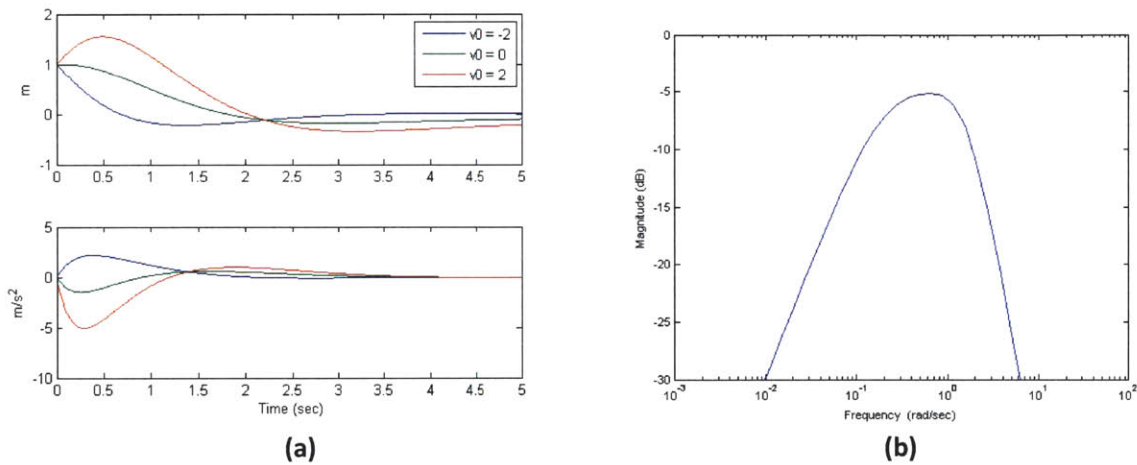 2
1
0
-1
m
v0 = -2
v0 = 0
v0 = 2
0 0.5 1 1.5 2 2.5 3 3.5 4 4.5 5
5
0
-5
-10
m/s²
0 0.5 1 1.5 2 2.5 3 3.5 4 4.5 5
Time (sec)
(a)
0
-5
-10
-15
-20
-25
-30
Magnitude (dB)
10⁻³ 10⁻² 10⁻¹ 10⁰ 10¹ 10²
Frequency (rad/sec)
(b)